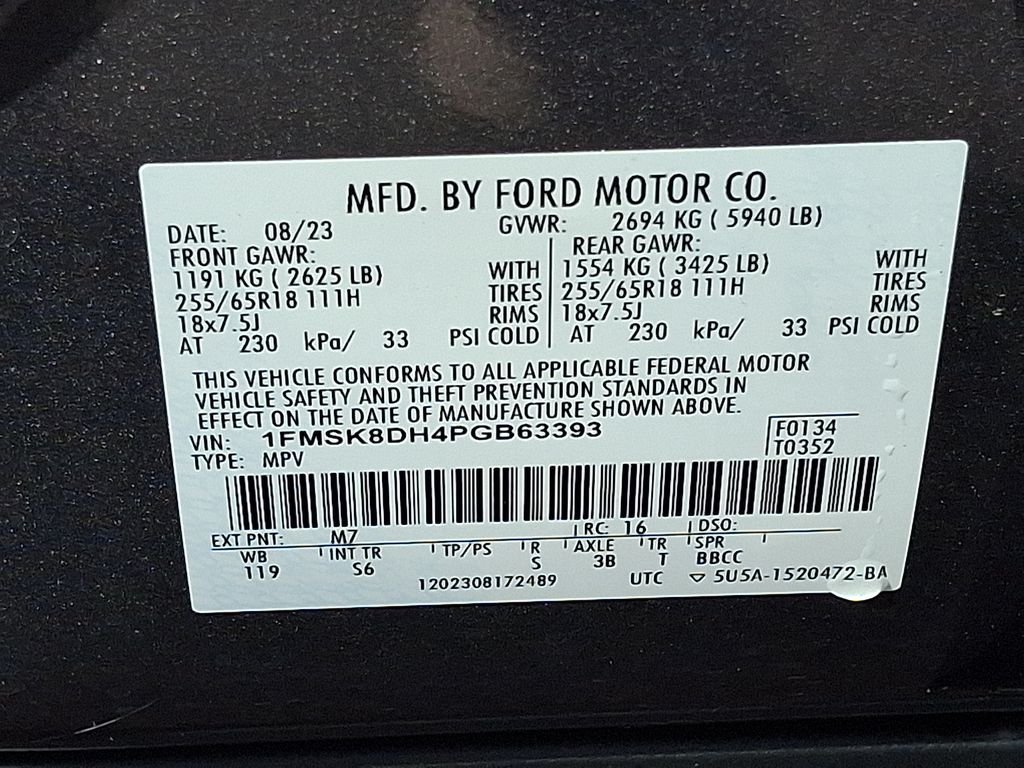 MFD. BY FORD MOTOR CO.
DATE: 08/23 GVWR: 2694 KG ( 5940 LB)
FRONT GAWR: REAR GAWR:
1191 KG ( 2625 LB) WITH 1554 KG ( 3425 LB) WITH
255/65R18 111H TIRES 255/65R18 111H TIRES
18x7.5J RIMS 18x7.5J RIMS
AT 230 kPa/ 33 PSI COLD AT 230 kPa/ 33 PSI COLD
THIS VEHICLE CONFORMS TO ALL APPLICABLE FEDERAL MOTOR
VEHICLE SAFETY AND THEFT PREVENTION STANDARDS IN
EFFECT ON THE DATE OF MANUFACTURE SHOWN ABOVE.
VIN: 1FMSK8DH4PGB63393 F0134
TYPE: MPV T0352
EXT PNT: M7 RC: 16 DSO:
WB INT TR TP/PS R AXLE TR SPR
119 S6 S 3B T BBCC
1202308172489 UTC ▽ 5U5A-1520472-BA